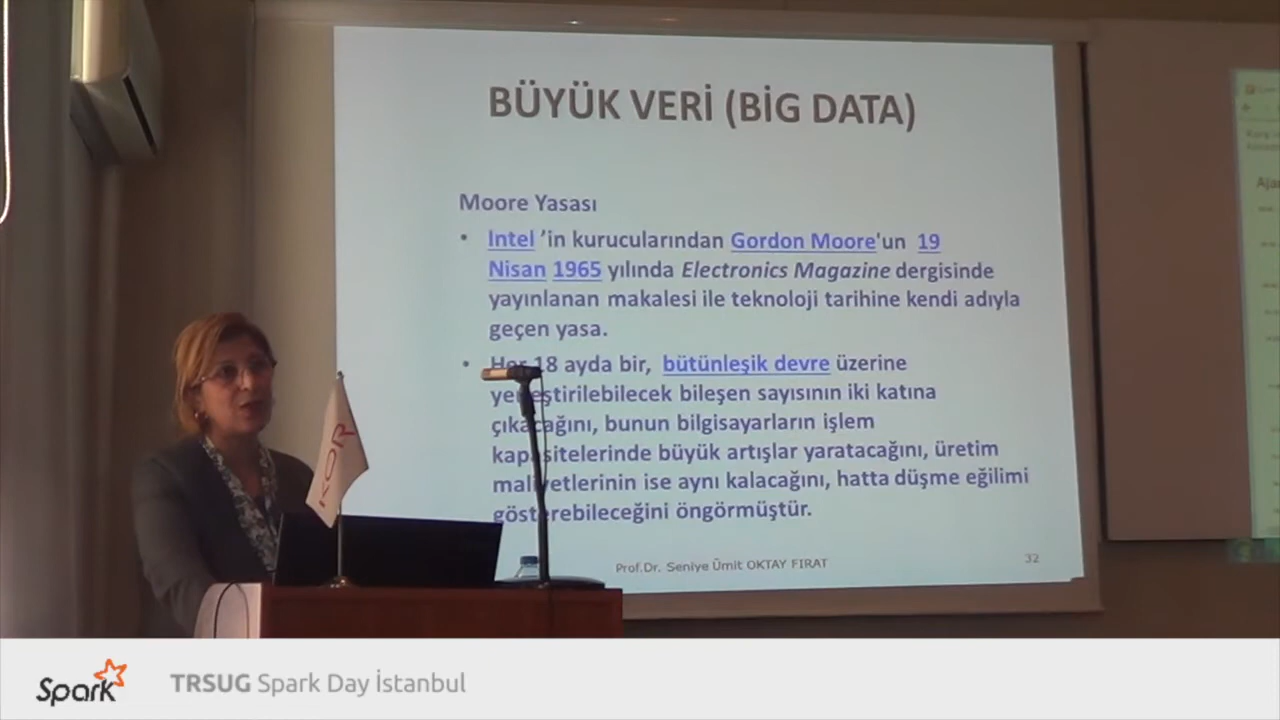 BÜYÜK VERİ (BİG DATA)
Moore Yasası
• Intel ’in kurucularından Gordon Moore'un 19
Nisan 1965 yılında Electronics Magazine dergisinde
yayınlanan makalesi ile teknoloji tarihine kendi adıyla
geçen yasa.
• Her 18 ayda bir, bütünleşik devre üzerine
yerleştirilebilecek bileşen sayısının iki katına
çıkacağını, bunun bilgisayarların işlem
kapasitelerinde büyük artışlar yaratacağını, üretim
maliyetlerinin ise aynı kalacağını, hatta düşme eğilimi
gösterebileceğini öngörmüştür.
Prof.Dr. Seniye Ümit OKTAY FIRAT
32
Spark
TRSUG Spark Day İstanbul